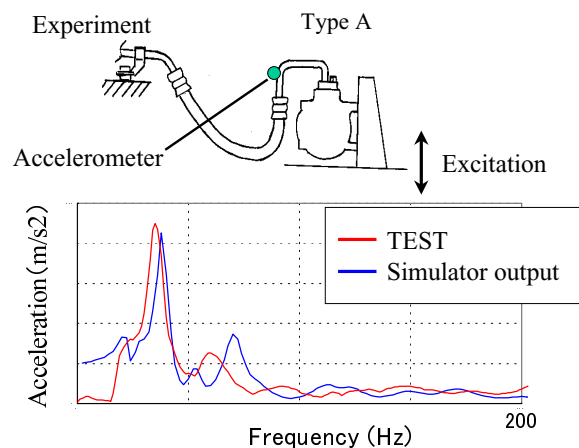 Experiment
Type A
Accelerometer
Excitation
Acceleration (m/s2)
TEST
Simulator output
200
Frequency (Hz)